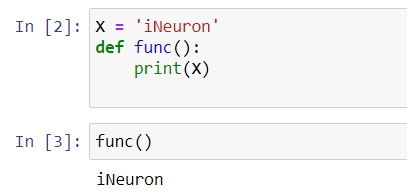 In [2]: X = 'iNeuron'
def func():
    print(X)
In [3]: func()
iNeuron